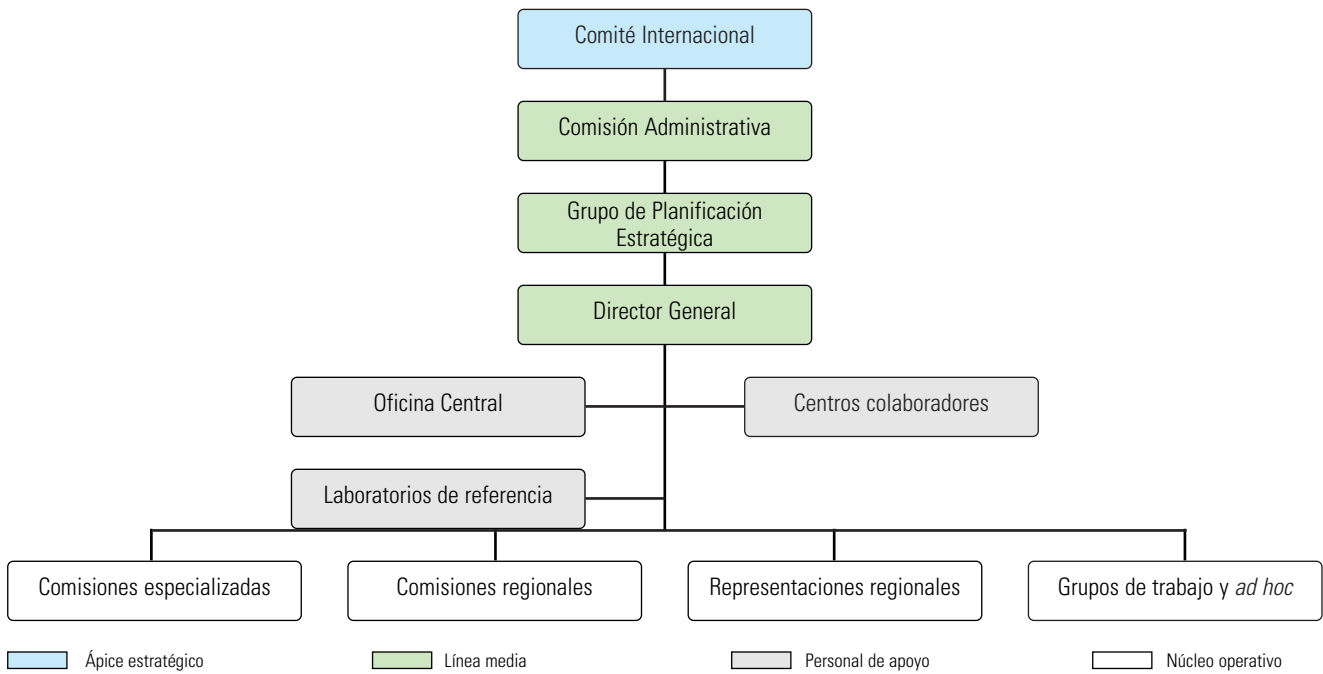 Comité Internacional
Comisión Administrativa
Grupo de Planificación
Estratégica
Director General
Oficina Central
Centros colaboradores
Laboratorios de referencia
Comisiones especializadas
Comisiones regionales
Representaciones regionales
Grupos de trabajo y ad hoc
Ápice estratégico
Línea media
Personal de apoyo
Núcleo operativo